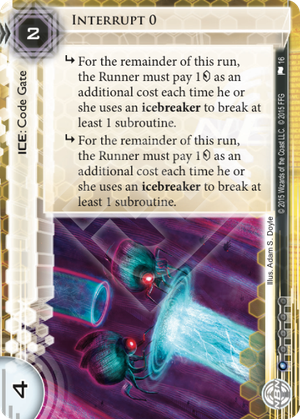 Interrupt 0
2
ICE: Code Gate
↳ For the remainder of this run,
the Runner must pay 1 as an
additional cost each time he or
she uses an icebreaker to break at
least 1 subroutine.
↳ For the remainder of this run,
the Runner must pay 1 as an
additional cost each time he or
she uses an icebreaker to break at
least 1 subroutine.
16
© 2015 Wizards of the Coast LLC. © 2015 FFG
Illus. Adam S. Doyle
4